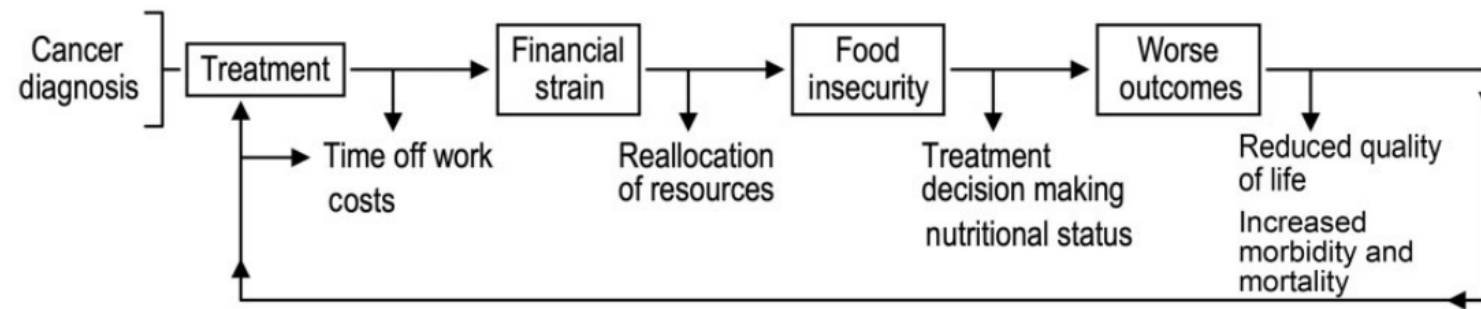 Cancer
diagnosis
Treatment
Time off work
costs
Financial
strain
Reallocation
of resources
Food
insecurity
Treatment
decision making
nutritional status
Worse
outcomes
Reduced quality
of life
Increased
morbidity and
mortality